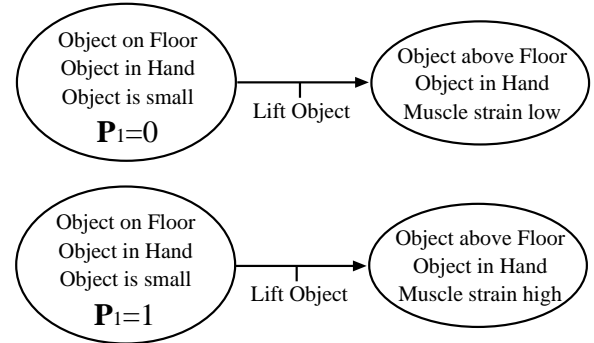 Object on Floor
Object in Hand
Object is small
P1=0
Lift Object
Object above Floor
Object in Hand
Muscle strain low
Object on Floor
Object in Hand
Object is small
P1=1
Lift Object
Object above Floor
Object in Hand
Muscle strain high